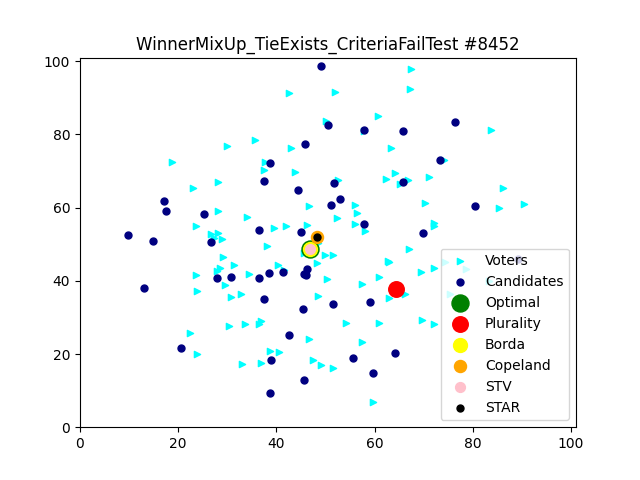 WinnerMixUp_TieExists_CriteriaFailTest #8452
100
80
60
40
20
0
0 20 40 60 80 100
Voters
Candidates
Optimal
Plurality
Borda
Copeland
STV
STAR